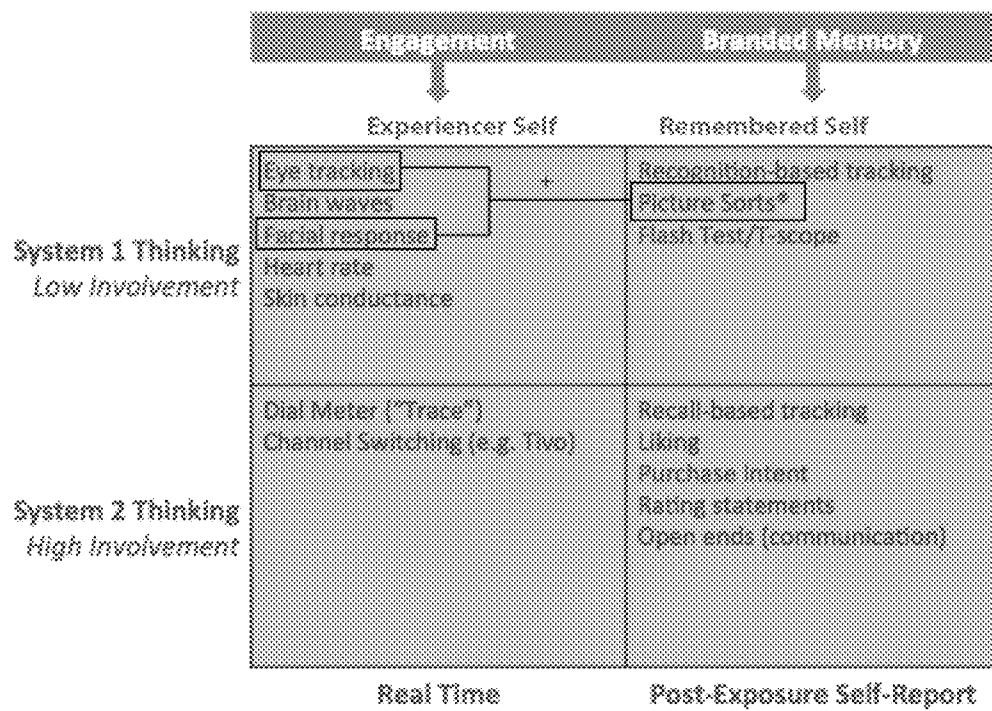 Engagement
Branded Memory
Experiencer Self
Remembered Self
System 1 Thinking
Low Involvement
Eye tracking
Brain waves
Facial response
Heart rate
Skin conductance
+
Recognition-based tracking
Picture Sorts®
Flash Test/T-scope
System 2 Thinking
High Involvement
Dial Meter ("Trace")
Channel Switching (e.g. Tivo)
Recall-based tracking
Liking
Purchase Intent
Rating statements
Open ends (communication)
Real Time
Post-Exposure Self-Report